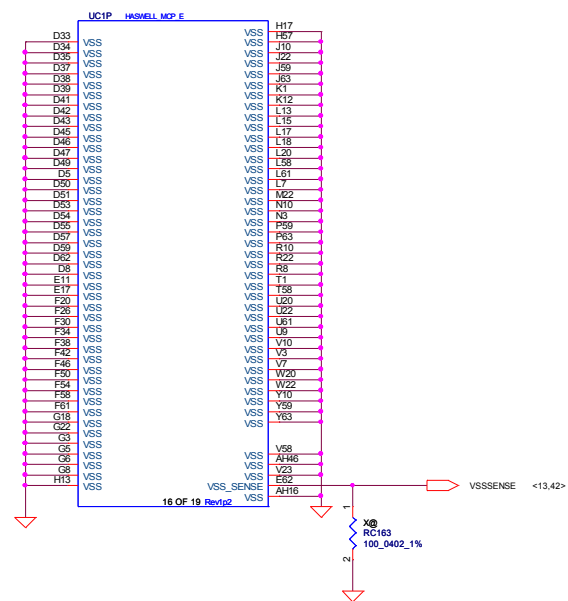 UC1P HASWELL_MCP_E
VSS H17
D33 VSS VSS H57
D34 VSS VSS J10
D35 VSS VSS J22
D37 VSS VSS J59
D38 VSS VSS J63
D39 VSS VSS K1
D41 VSS VSS K12
D42 VSS VSS L13
D43 VSS VSS L15
D45 VSS VSS L17
D46 VSS VSS L18
D47 VSS VSS L20
D49 VSS VSS L58
D5 VSS VSS L61
D50 VSS VSS L7
D51 VSS VSS M22
D53 VSS VSS N10
D54 VSS VSS N3
D55 VSS VSS P59
D57 VSS VSS P63
D59 VSS VSS R10
D62 VSS VSS R22
D8 VSS VSS R8
E11 VSS VSS T1
E17 VSS VSS T58
F20 VSS VSS U20
F26 VSS VSS U22
F30 VSS VSS U61
F34 VSS VSS U9
F38 VSS VSS V10
F42 VSS VSS V3
F46 VSS VSS V7
F50 VSS VSS W20
F54 VSS VSS W22
F58 VSS VSS Y10
F61 VSS VSS Y59
G18 VSS VSS Y63
G22 VSS
G3 VSS
G5 VSS VSS V58
G6 VSS VSS AH46
G8 VSS VSS V23
H13 VSS VSS_SENSE E62 VSSSENSE <13,42>
VSS AH16
16 OF 19 Rev1p2
1
X@
RC163
100_0402_1%
2